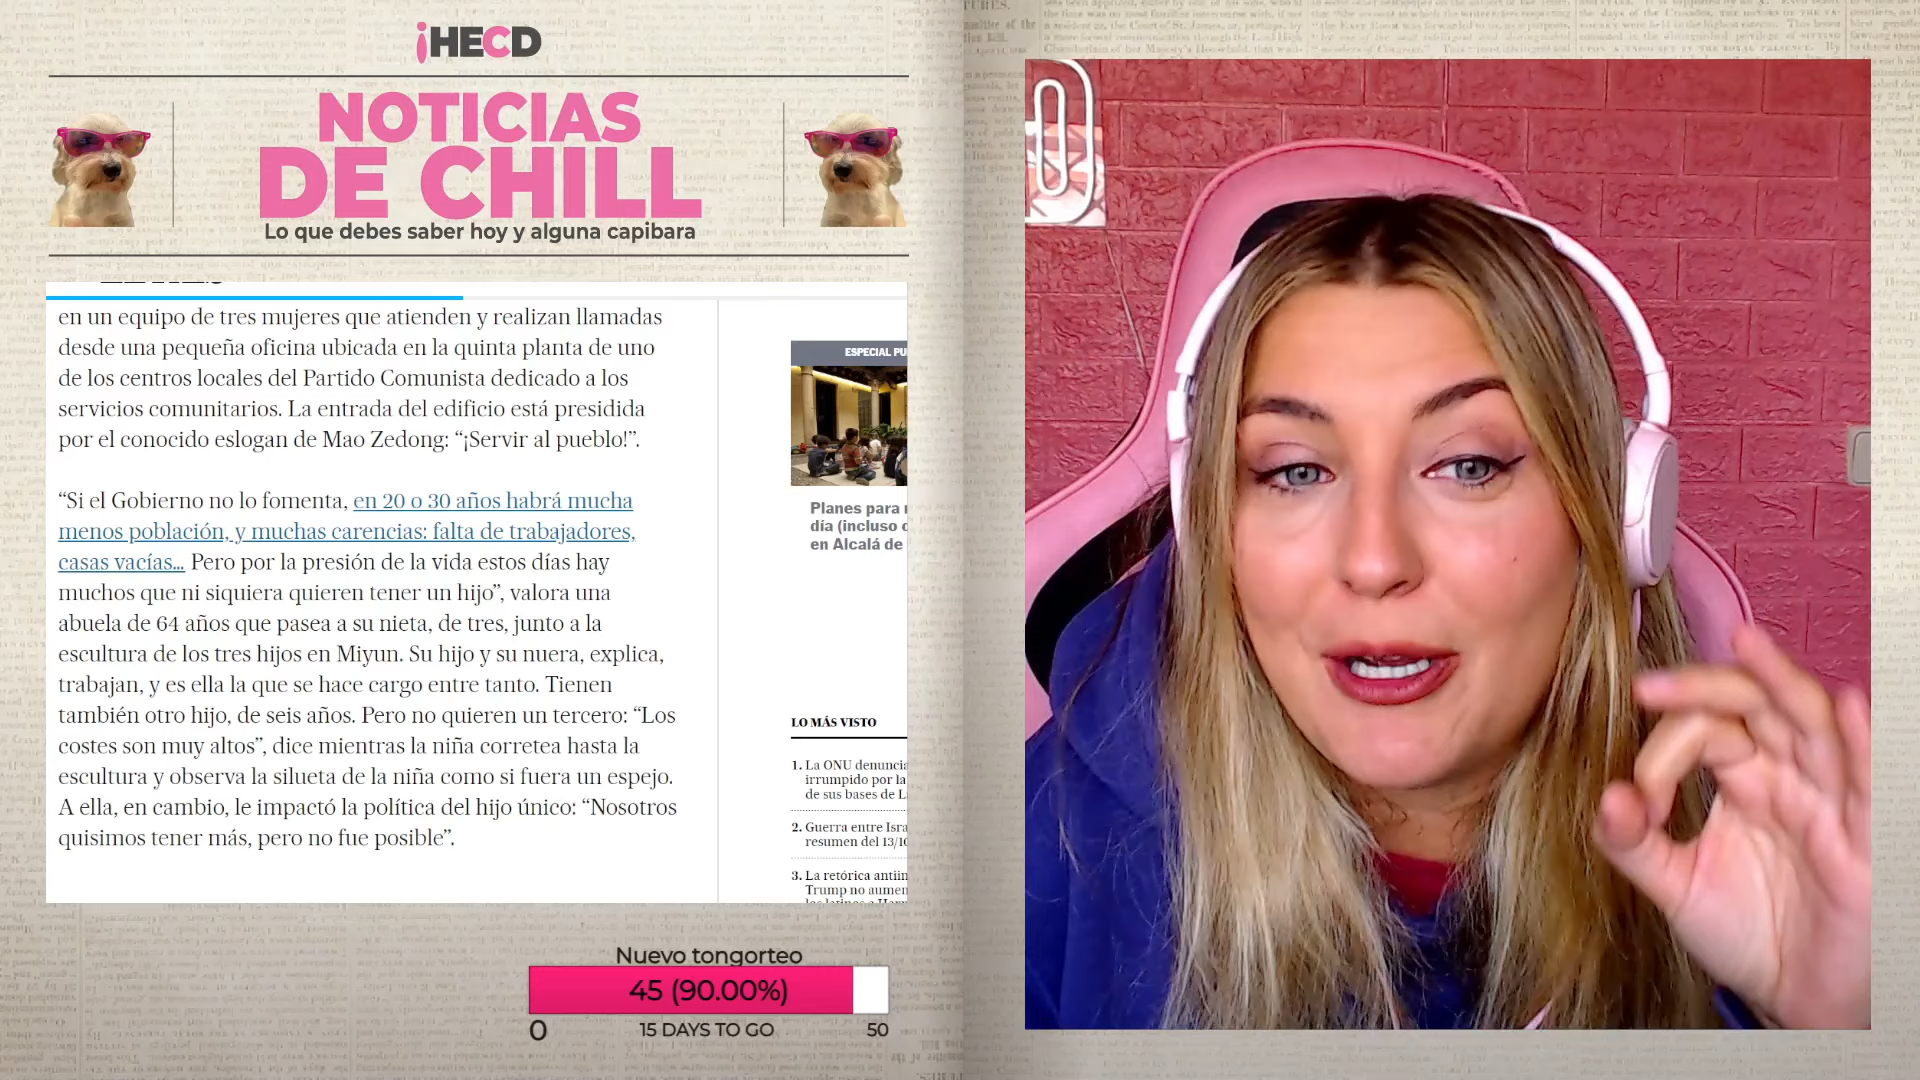 ¡HECD
NOTICIAS
DE CHILL
Lo que debes saber hoy y alguna capibara
en un equipo de tres mujeres que atienden y realizan llamadas
desde una pequeña oficina ubicada en la quinta planta de uno
de los centros locales del Partido Comunista dedicado a los
servicios comunitarios. La entrada del edificio está presidida
por el conocido eslogan de Mao Zedong: “¡Servir al pueblo!”.
“Si el Gobierno no lo fomenta, en 20 o 30 años habrá mucha
menos población, y muchas carencias: falta de trabajadores,
casas vacías... Pero por la presión de la vida estos días hay
muchos que ni siquiera quieren tener un hijo”, valora una
abuela de 64 años que pasea a su nieta, de tres, junto a la
escultura de los tres hijos en Miyun. Su hijo y su nuera, explica,
trabajan, y es ella la que se hace cargo entre tanto. Tienen
también otro hijo, de seis años. Pero no quieren un tercero: “Los
costes son muy altos”, dice mientras la niña corretea hasta la
escultura y observa la silueta de la niña como si fuera un espejo.
A ella, en cambio, le impactó la política del hijo único: “Nosotros
quisimos tener más, pero no fue posible”.
ESPECIAL PU
Planes para
día (incluso
en Alcalá de
LO MÁS VISTO
1. La ONU denuncia
irrumpido por la
de sus bases de L
2. Guerra entre Isra
resumen del 13/10
3. La retórica antiin
Trump no aumen
Nuevo tongorteo
45 (90.00%)
0 15 DAYS TO GO 50